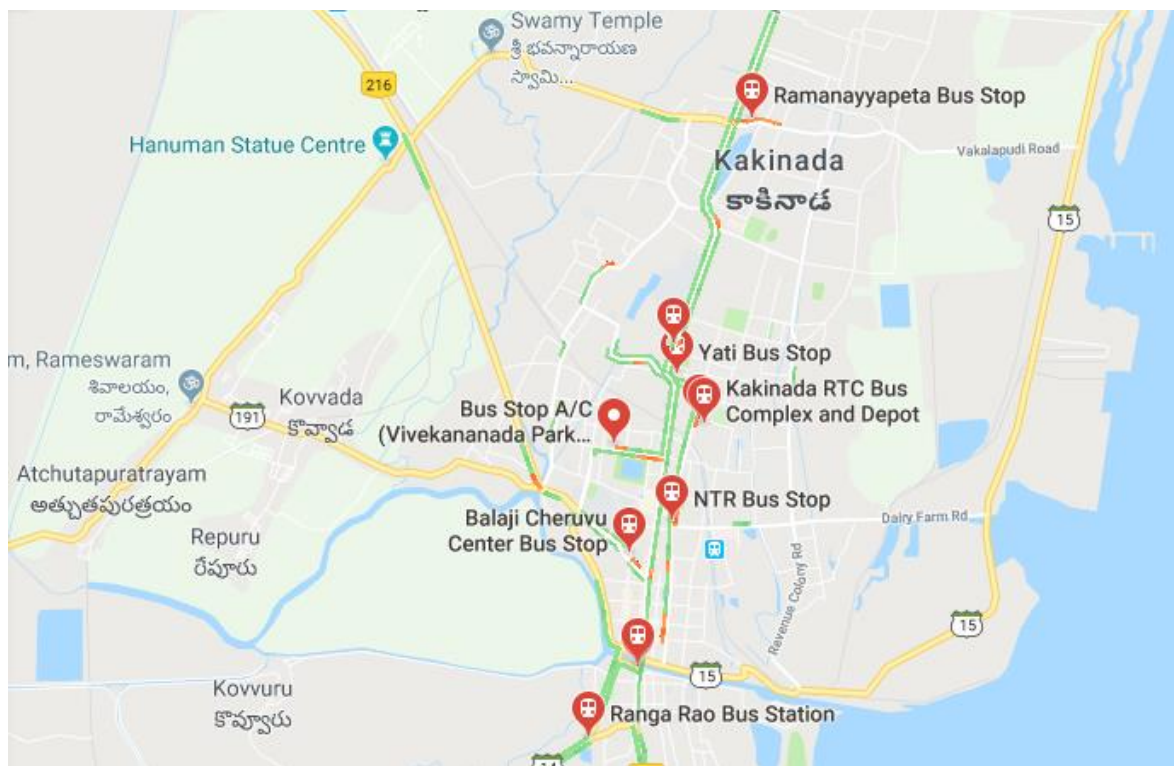 Swamy Temple
శ్రీ భవన్నారాయణ
స్వామి...
216
Ramanayyapeta Bus Stop
Hanuman Statue Centre
Vakalapudi Road
Kakinada
కాకినాడ
15
m, Rameswaram
శివాలయం,
రామేశ్వరం
Yati Bus Stop
Kakinada RTC Bus
Complex and Depot
Kovvada
కొవ్వాడ
191
Bus Stop A/C
(Vivekananada Park...
Atchutapuratrayam
అత్చుతపురత్రయం
NTR Bus Stop
Dairy Farm Rd
Balaji Cheruvu
Center Bus Stop
Repuru
రేపూరు
Revenue Colony Rd
15
15
Kovvuru
కొవ్వూరు
Ranga Rao Bus Station
14